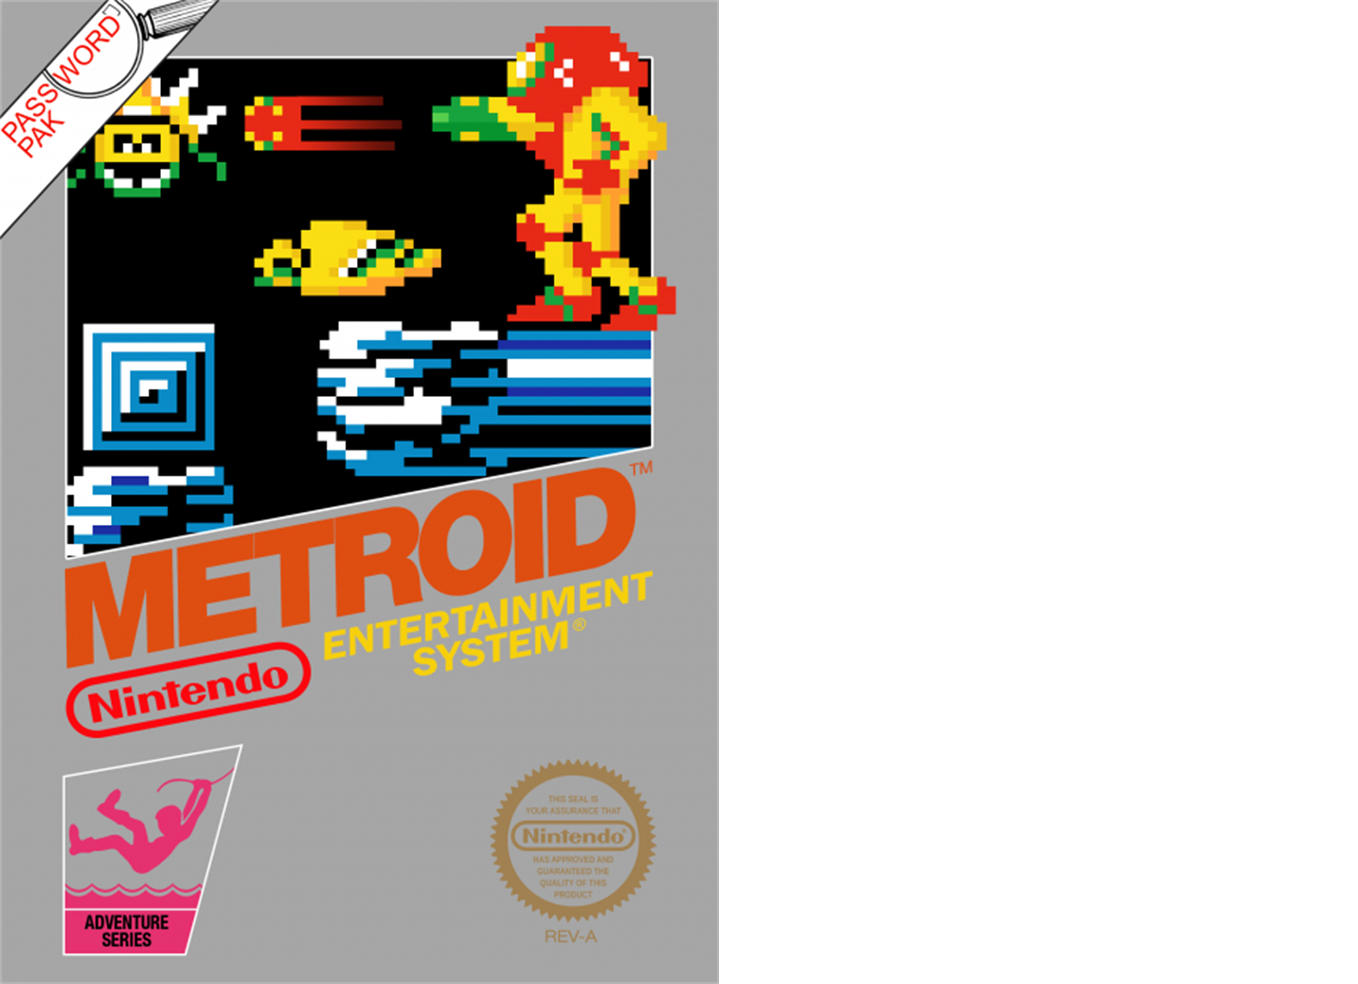 PASSWORD
PAK
METROID™
ENTERTAINMENT
SYSTEM®
Nintendo
ADVENTURE
SERIES
THIS SEAL IS
YOUR ASSURANCE THAT
Nintendo®
HAS APPROVED AND
GUARANTEED THE
QUALITY OF THIS
PRODUCT
REV-A